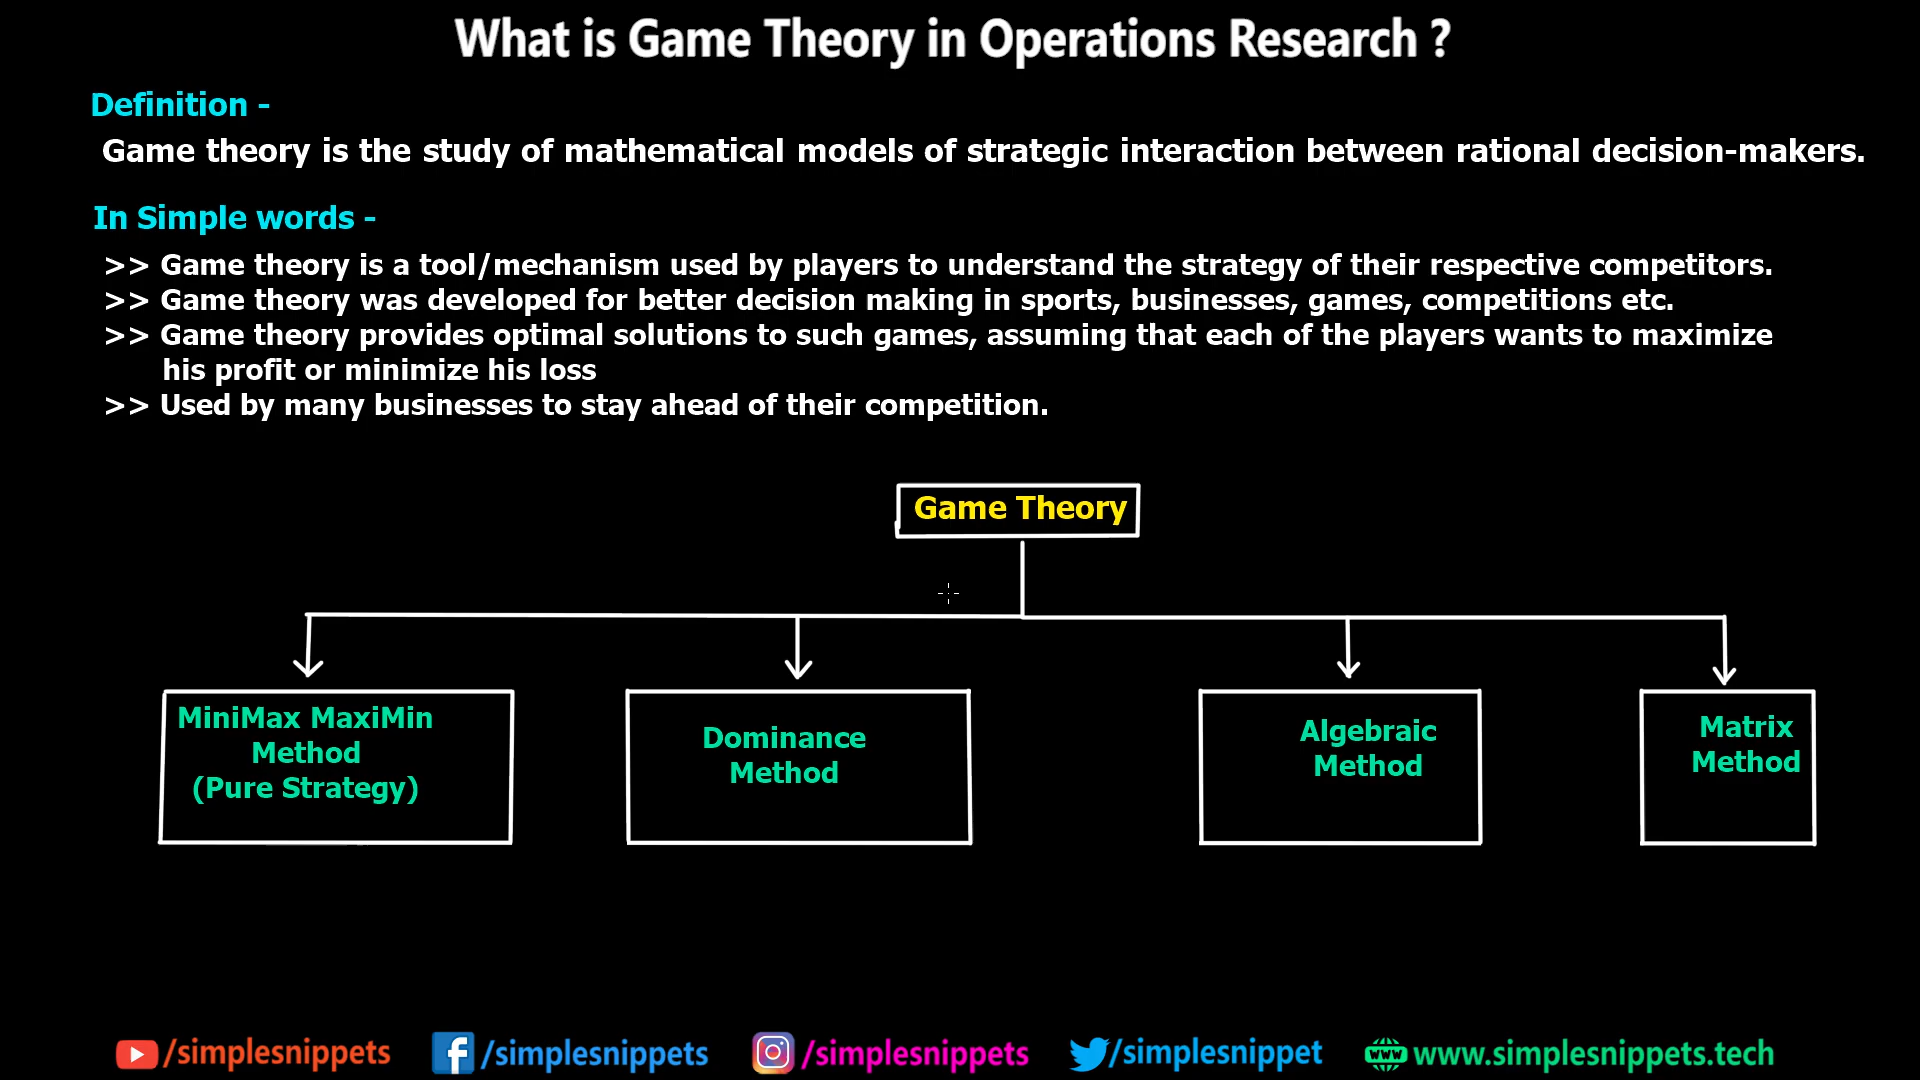 What is Game Theory in Operations Research ?
Definition -
Game theory is the study of mathematical models of strategic interaction between rational decision-makers.
In Simple words -
>> Game theory is a tool/mechanism used by players to understand the strategy of their respective competitors.
>> Game theory was developed for better decision making in sports, businesses, games, competitions etc.
>> Game theory provides optimal solutions to such games, assuming that each of the players wants to maximize
his profit or minimize his loss
>> Used by many businesses to stay ahead of their competition.
Game Theory
MiniMax MaxiMin
Method
(Pure Strategy)
Dominance
Method
Algebraic
Method
Matrix
Method
/simplesnippets
/simplesnippets
/simplesnippets
/simplesnippet
www.simplesnippets.tech